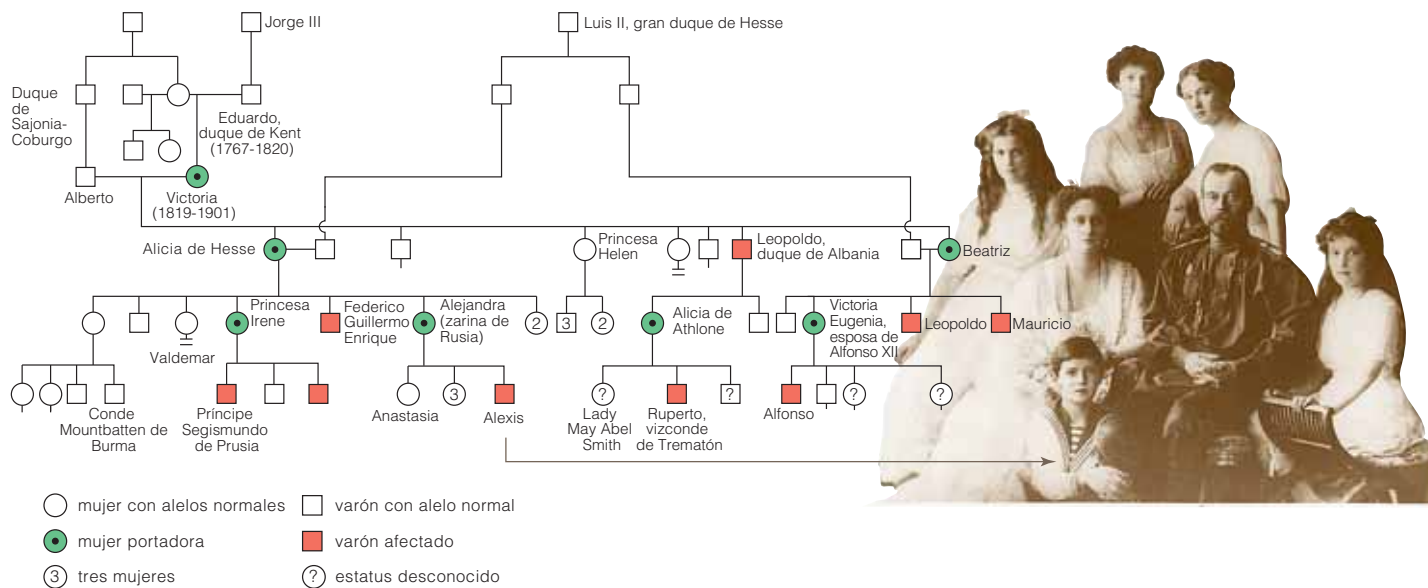 Jorge III
Luis II, gran duque de Hesse
Duque
de
Sajonia-
Coburgo
Eduardo,
duque de Kent
(1767-1820)
Alberto
Victoria
(1819-1901)
Alicia de Hesse
Princesa
Helen
Leopoldo,
duque de Albania
Beatriz
Valdemar
Princesa
Irene
Federico
Guillermo
Enrique
Alejandra
(zarina de
Rusia)
2
3
2
Alicia de
Athlone
Victoria
Eugenia,
esposa de
Alfonso XII
Leopoldo
Mauricio
Conde
Mountbatten de
Burma
Príncipe
Segismundo
de Prusia
Anastasia
3
Alexis
?
Lady
May Abel
Smith
Ruperto,
vizconde
de Trematón
?
Alfonso
?
?
mujer con alelos normales
varón con alelo normal
mujer portadora
varón afectado
3 tres mujeres
? estatus desconocido